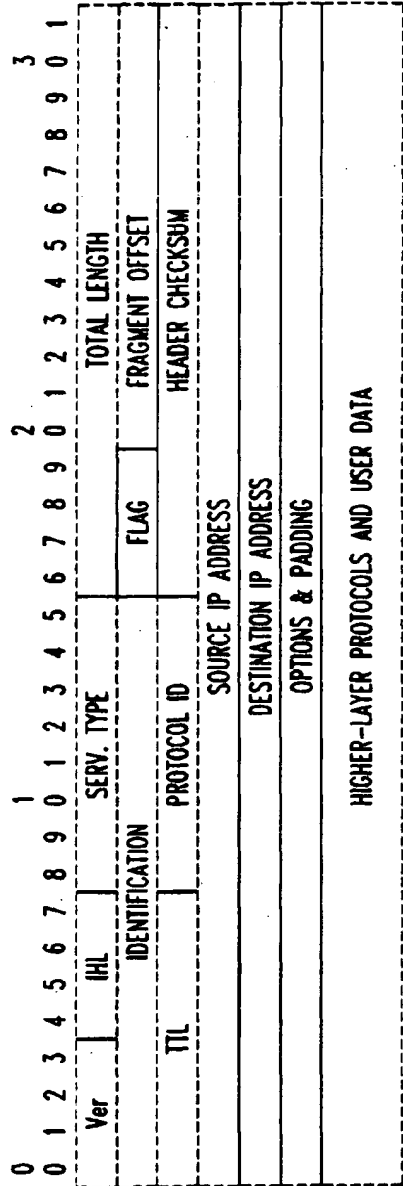 0 1 2 3
0 1 2 3 4 5 6 7 8 9 0 1 2 3 4 5 6 7 8 9 0 1 2 3 4 5 6 7 8 9 0 1
Ver IHL SERV. TYPE TOTAL LENGTH
IDENTIFICATION FLAG FRAGMENT OFFSET
TTL PROTOCOL ID HEADER CHECKSUM
SOURCE IP ADDRESS
DESTINATION IP ADDRESS
OPTIONS & PADDING
HIGHER-LAYER PROTOCOLS AND USER DATA